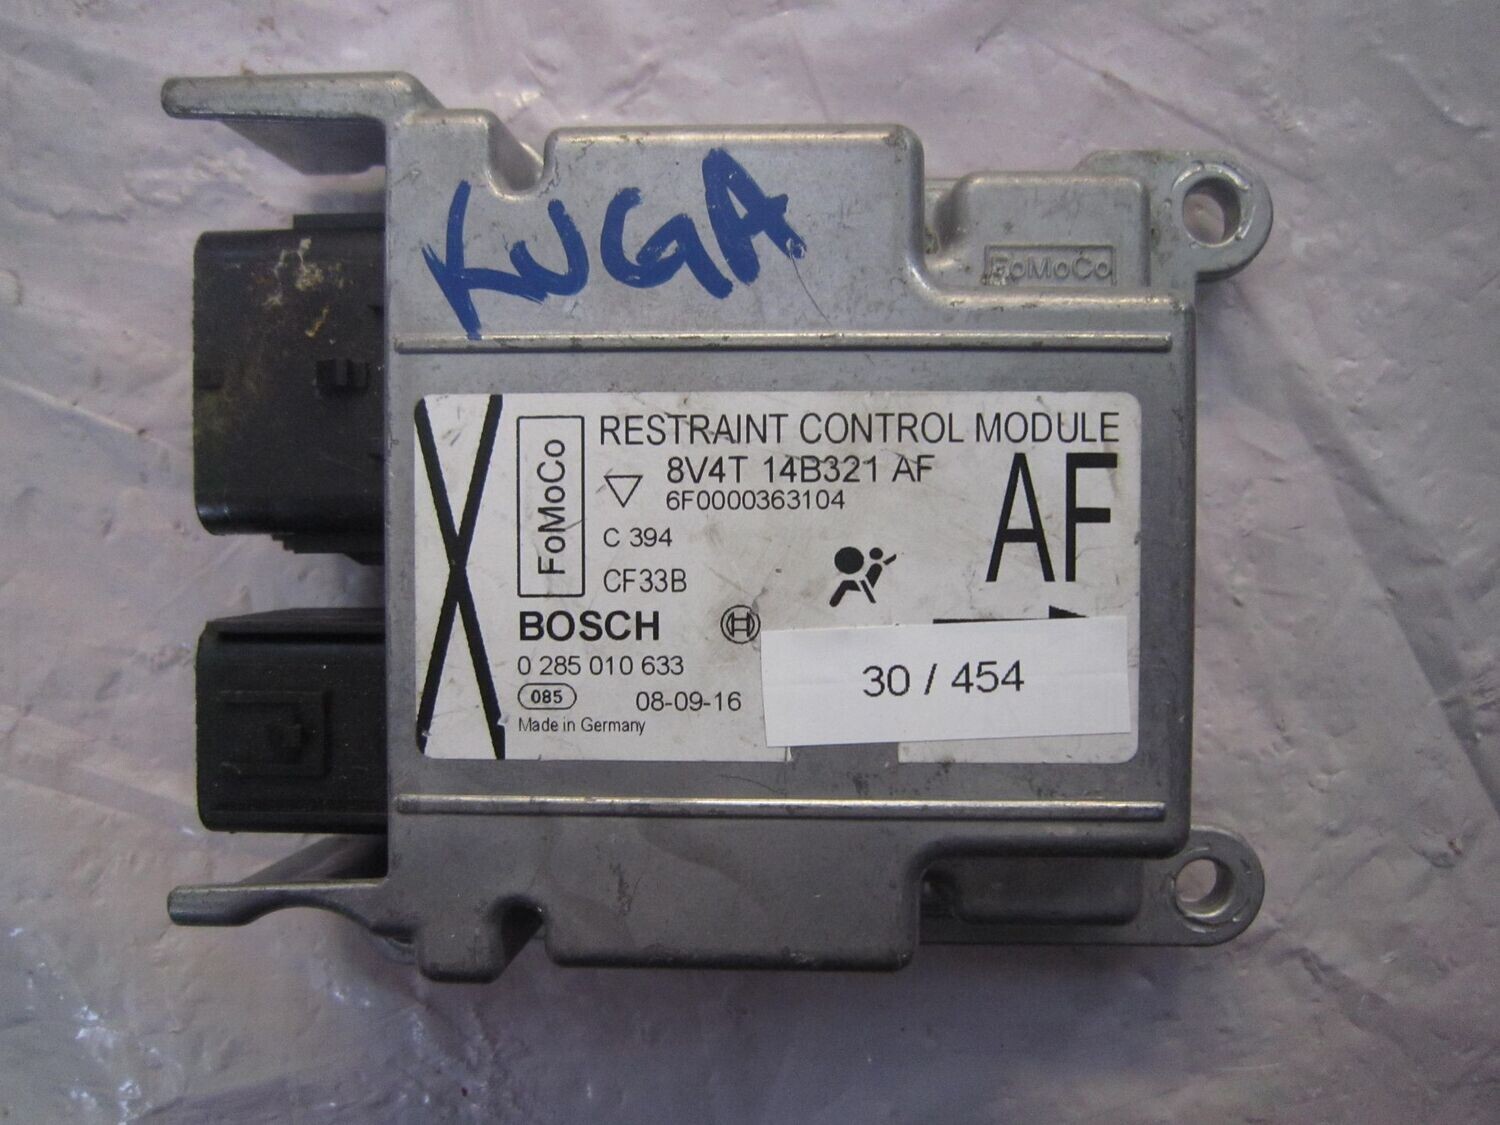 KUGA
FoMoCo
X
FoMoCo
RESTRAINT CONTROL MODULE
8V4T 14B321 AF
6F0000363104
AF
C 394
CF33B
BOSCH
0 285 010 633
085
08-09-16
Made in Germany
30 / 454